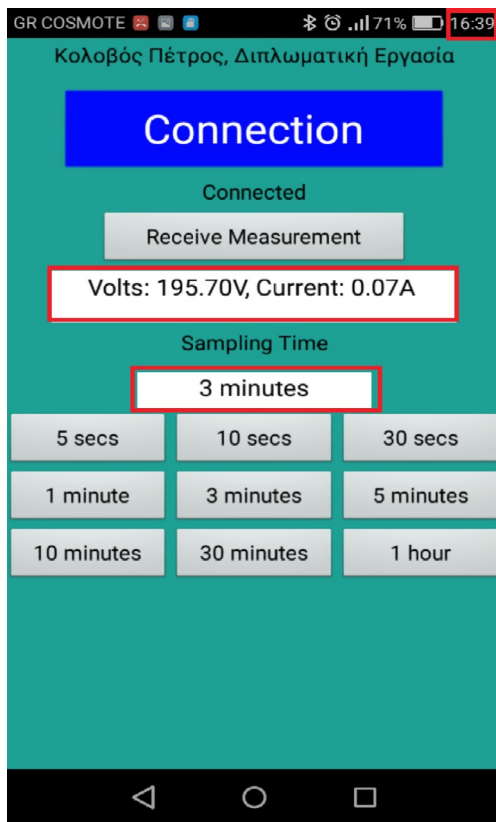 GR COSMOTE 71% 16:39
Κολοβός Πέτρος, Διπλωματική Εργασία
Connection
Connected
Receive Measurement
Volts: 195.70V, Current: 0.07A
Sampling Time
3 minutes
5 secs 10 secs 30 secs
1 minute 3 minutes 5 minutes
10 minutes 30 minutes 1 hour